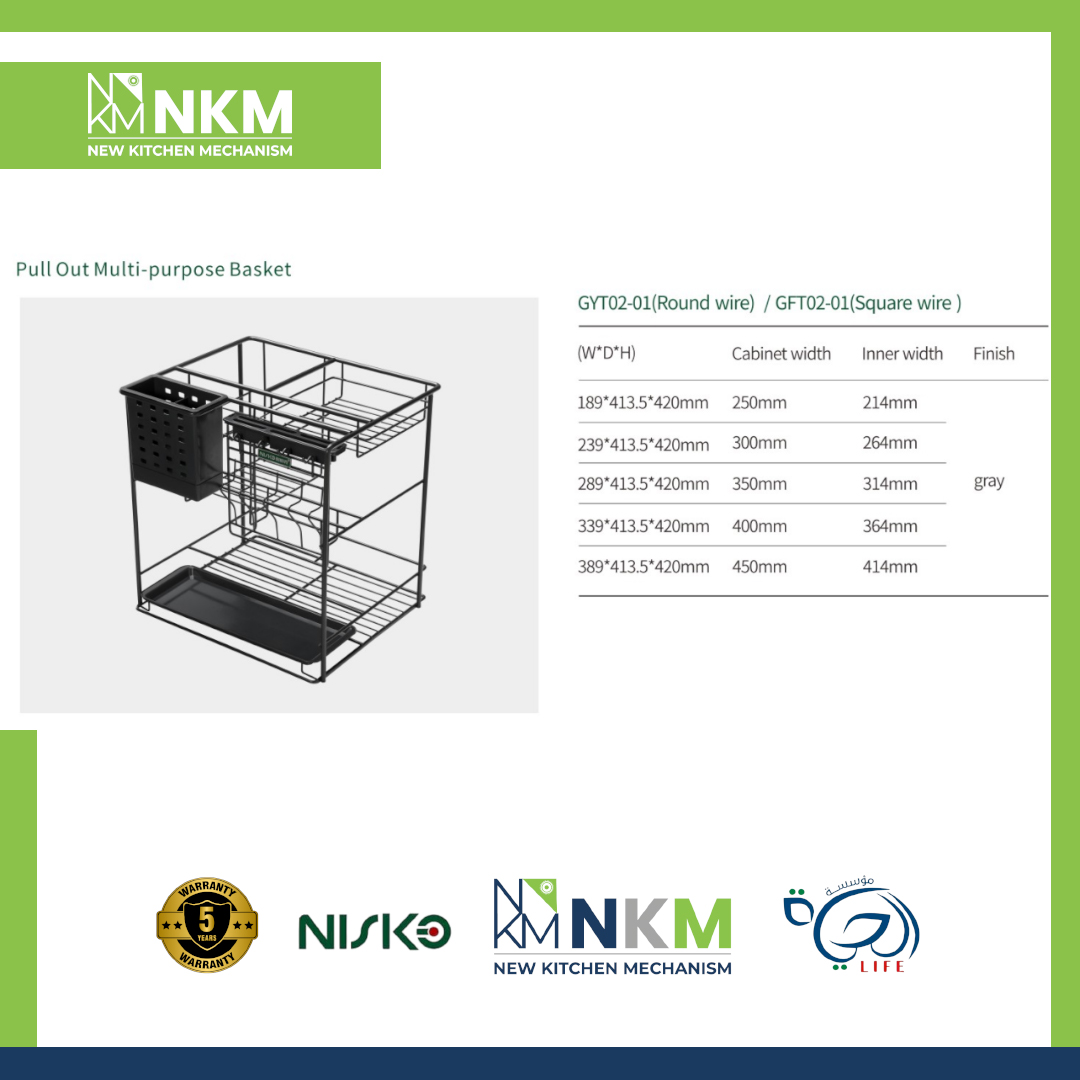 NKM
NEW KITCHEN MECHANISM
Pull Out Multi-purpose Basket
GYT02-01(Round wire) / GFT02-01(Square wire )
(W*D*H) Cabinet width Inner width Finish
189*413.5*420mm 250mm 214mm
239*413.5*420mm 300mm 264mm
289*413.5*420mm 350mm 314mm
gray
339*413.5*420mm 400mm 364mm
389*413.5*420mm 450mm 414mm
WARRANTY
5
YEARS
WARRANTY
NISKO
NKM
NKM
NEW KITCHEN MECHANISM
مؤسسة
LIFE